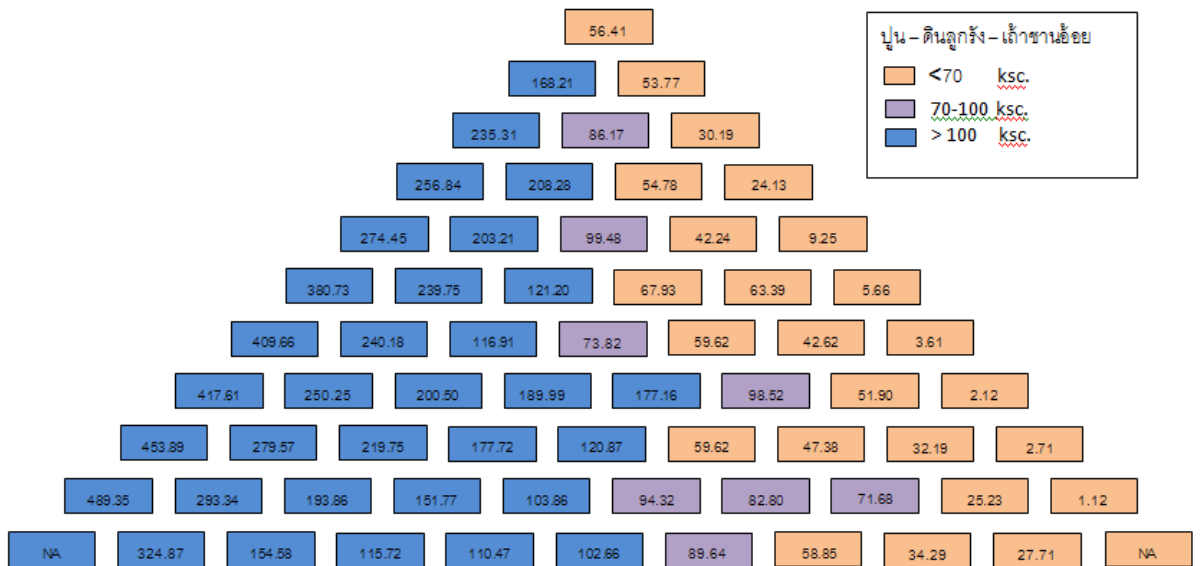 56.41
168.21 53.77
235.31 86.17 30.19
256.84 208.28 54.78 24.13
274.45 203.21 99.48 42.24 9.25
380.73 239.75 121.20 67.93 63.39 5.66
409.66 240.18 116.91 73.82 59.62 42.62 3.61
417.61 250.25 200.50 189.99 177.16 98.52 51.90 2.12
453.89 279.57 219.75 177.72 120.87 59.62 47.38 32.19 2.71
489.35 293.34 193.86 151.77 103.86 94.32 82.80 71.68 25.23 1.12
NA 324.87 154.58 115.72 110.47 102.66 89.64 58.85 34.29 27.71 NA
ปูน – ดินลูกรัง – เถ้าชานอ้อย
<70 ksc.
70-100 ksc.
> 100 ksc.